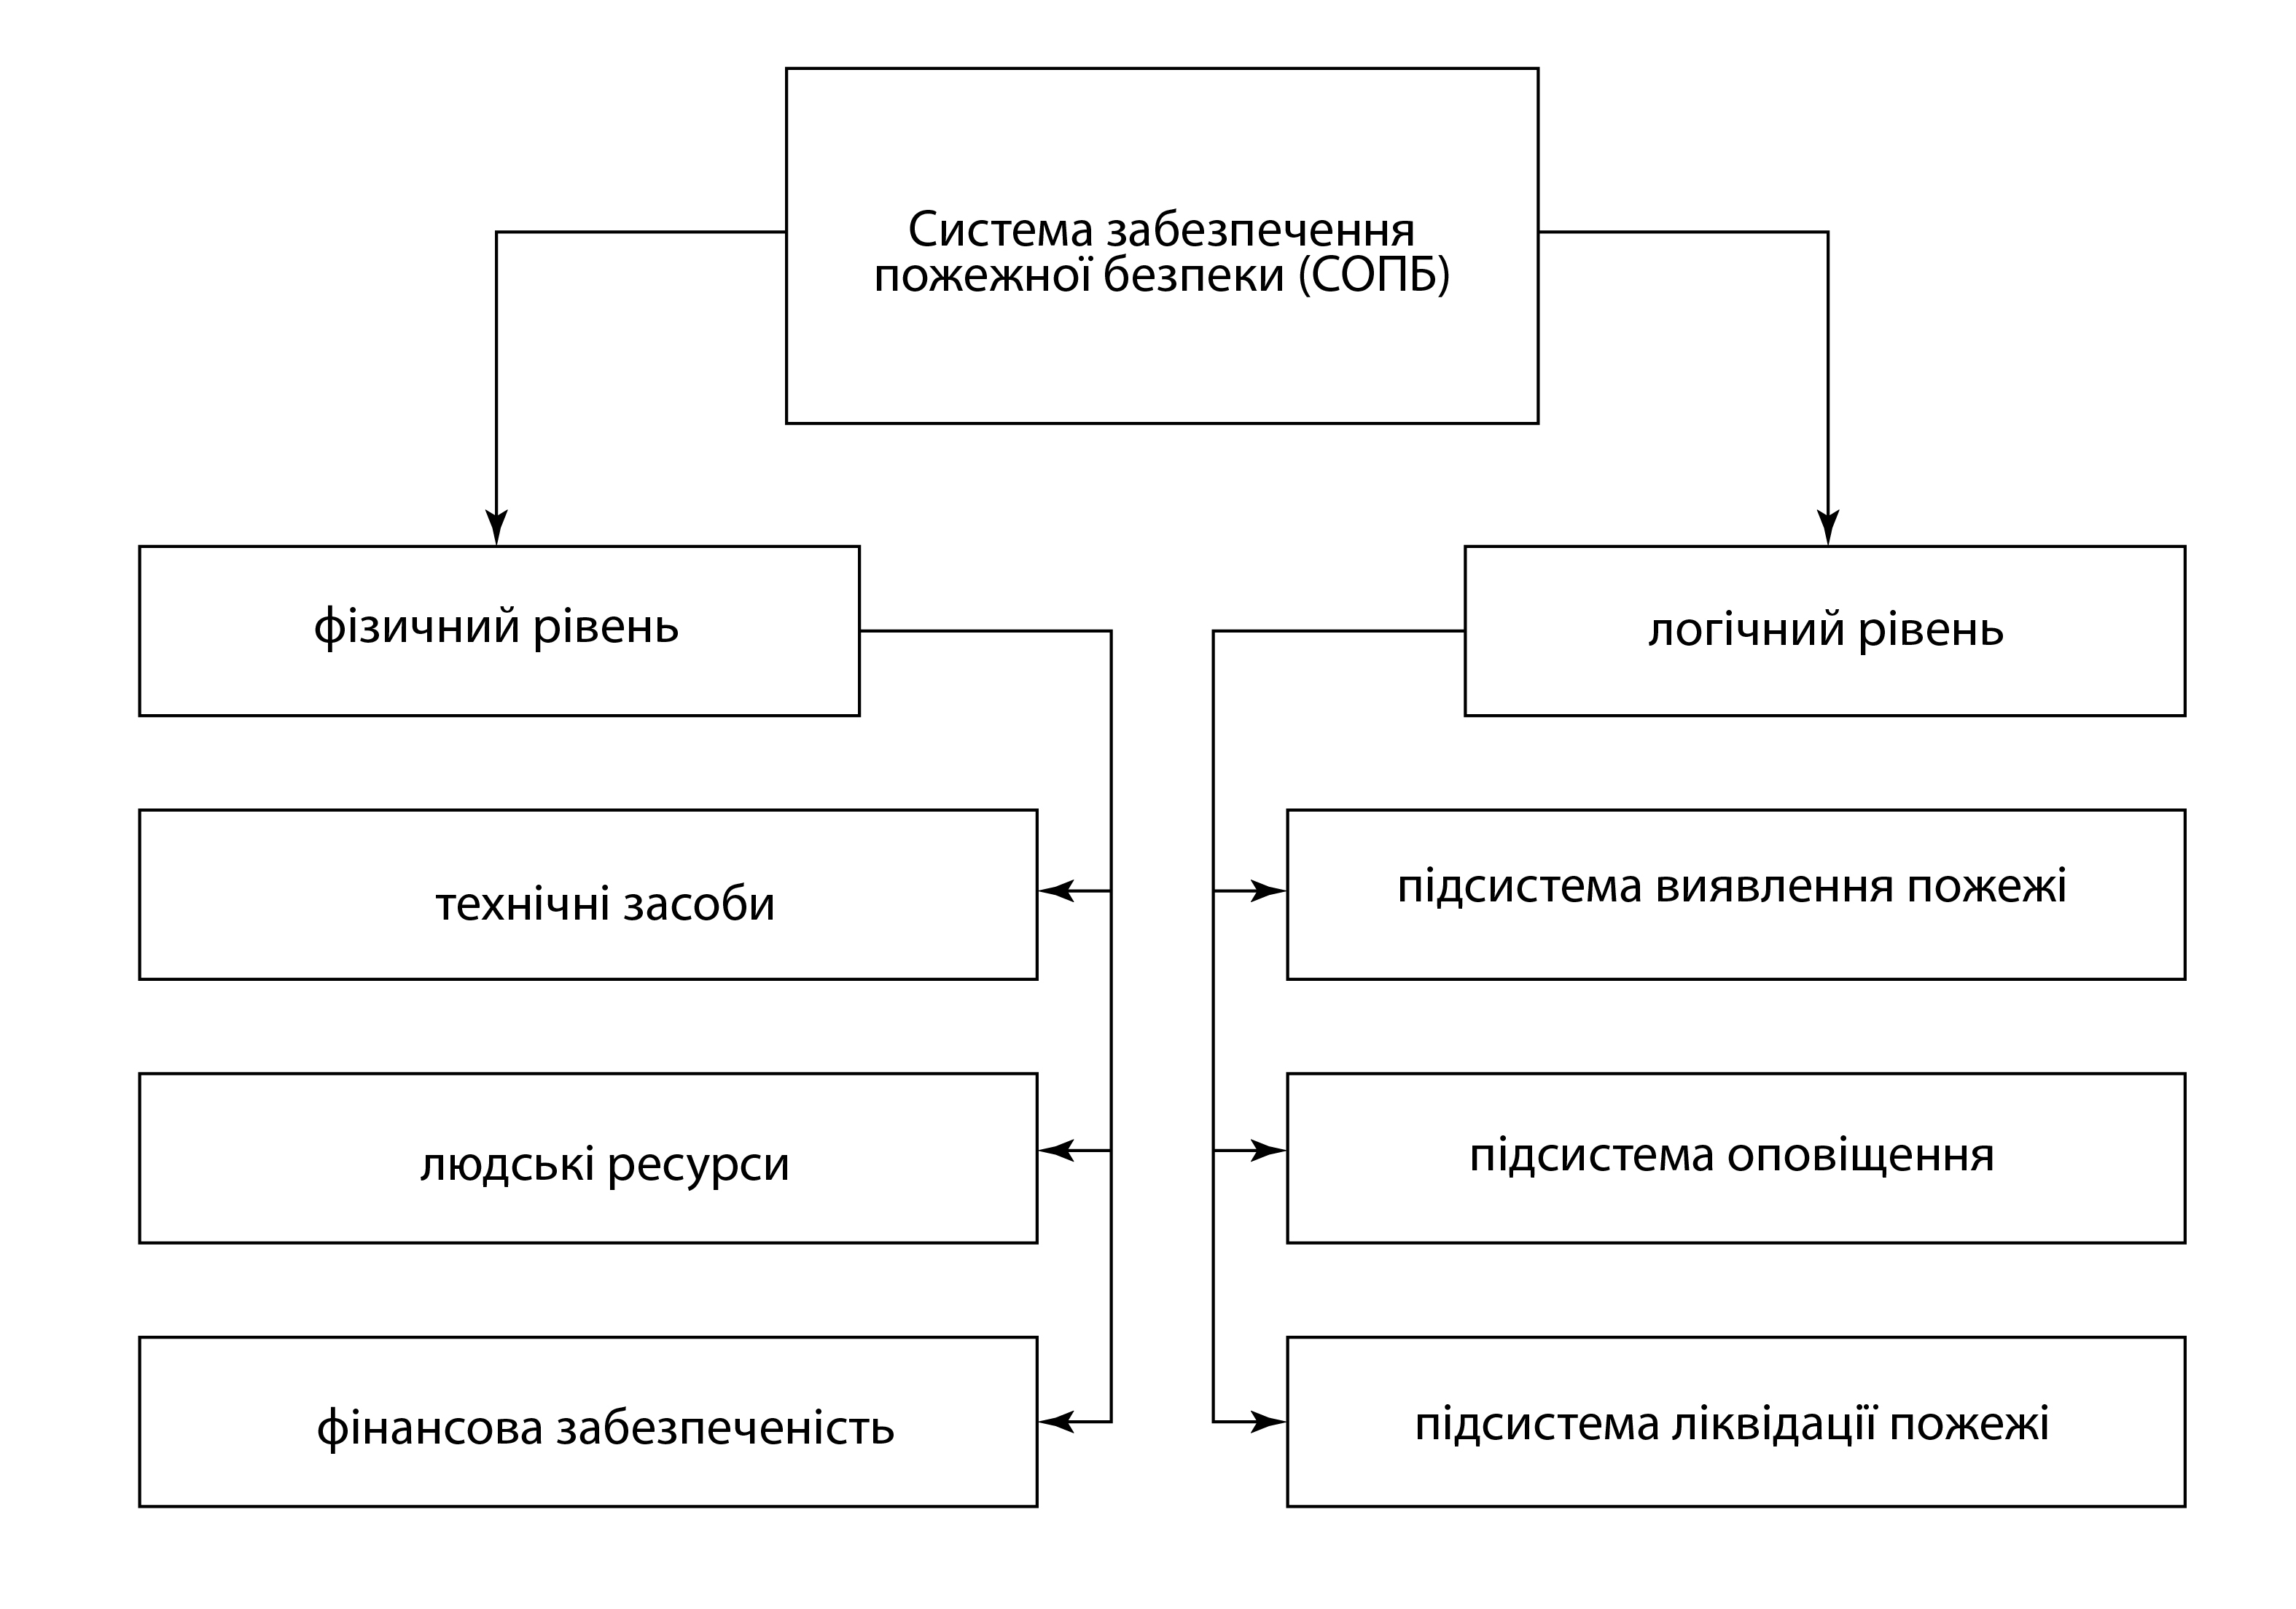 Система забезпечення
пожежної безпеки (СОПБ)
фізичний рівень
логічний рівень
технічні засоби
підсистема виявлення пожежі
людські ресурси
підсистема оповіщення
фінансова забезпеченість
підсистема ліквідації пожежі